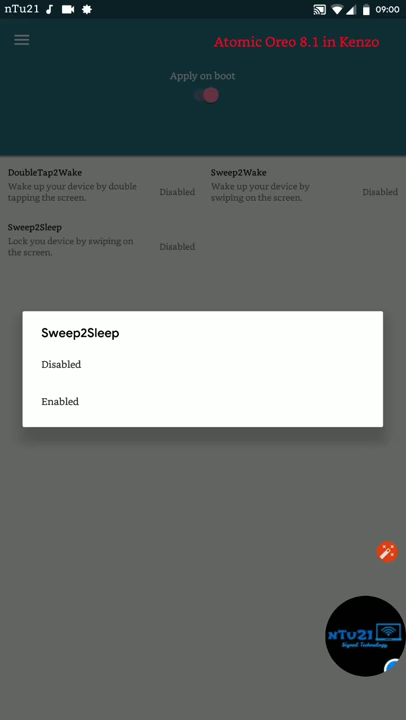 nTu21
09:00
Atomic Oreo 8.1 in Kenzo
Apply on boot
DoubleTap2Wake
Wake up your device by double
tapping the screen.
Disabled
Sweep2Wake
Wake up your device by
swiping on the screen.
Disabled
Sweep2Sleep
Lock you device by swiping on
the screen.
Disabled
Sweep2Sleep
Disabled
Enabled
nTU21
Signal Technology